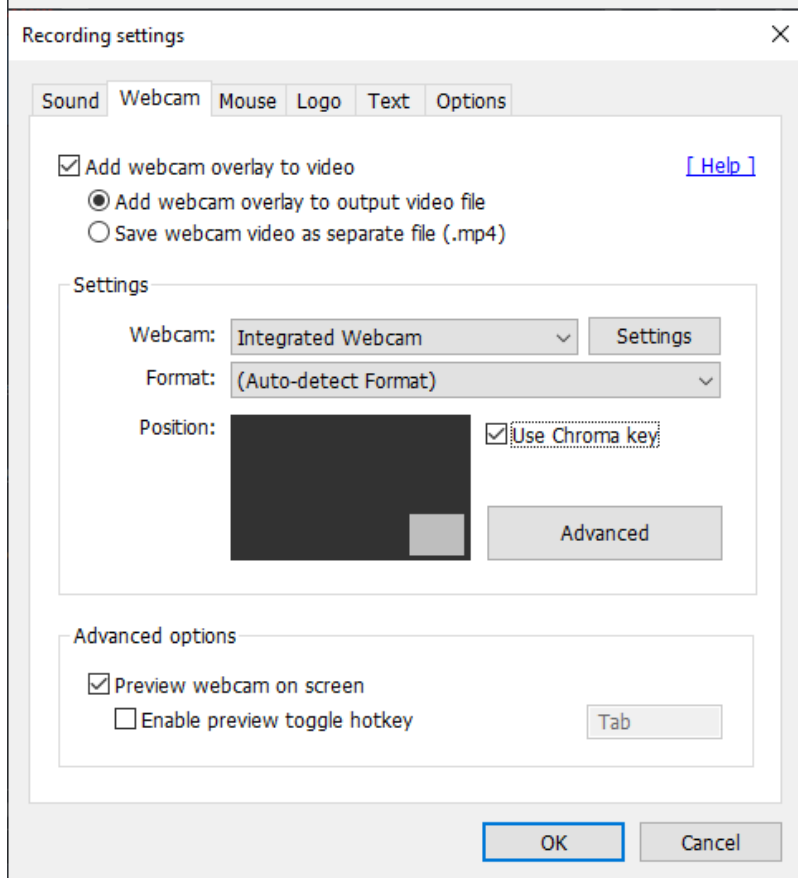 Recording settings
Sound Webcam Mouse Logo Text Options
Add webcam overlay to video [ Help ]
Add webcam overlay to output video file
Save webcam video as separate file (.mp4)
Settings
Webcam: Integrated Webcam Settings
Format: (Auto-detect Format)
Position: Use Chroma key
Advanced
Advanced options
Preview webcam on screen
Enable preview toggle hotkey Tab
OK Cancel